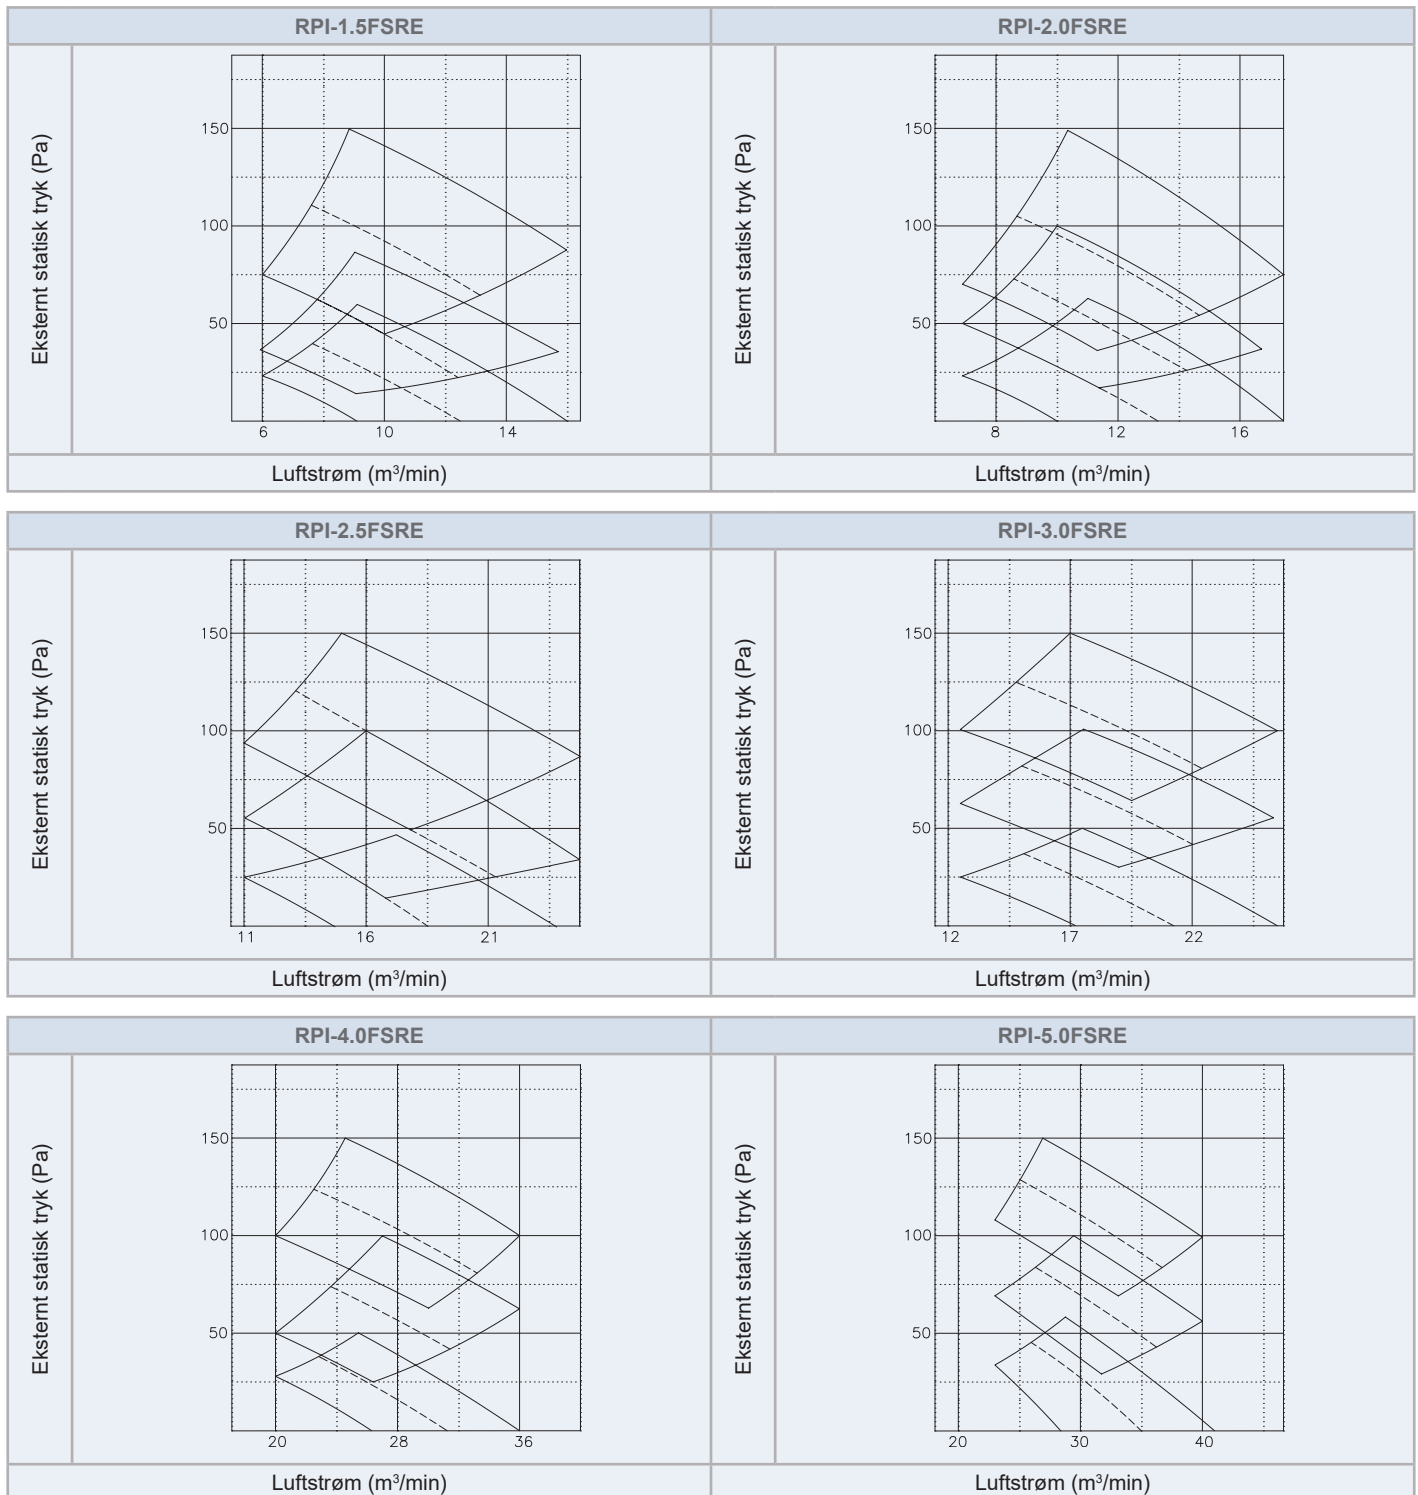 RPI-1.5FSRE
RPI-2.0FSRE
Eksternt statisk tryk (Pa)
150
100
50
6 10 14
Eksternt statisk tryk (Pa)
150
100
50
8 12 16
Luftstrøm (m³/min)
Luftstrøm (m³/min)
RPI-2.5FSRE
RPI-3.0FSRE
Eksternt statisk tryk (Pa)
150
100
50
11 16 21
Eksternt statisk tryk (Pa)
150
100
50
12 17 22
Luftstrøm (m³/min)
Luftstrøm (m³/min)
RPI-4.0FSRE
RPI-5.0FSRE
Eksternt statisk tryk (Pa)
150
100
50
20 28 36
Eksternt statisk tryk (Pa)
150
100
50
20 30 40
Luftstrøm (m³/min)
Luftstrøm (m³/min)